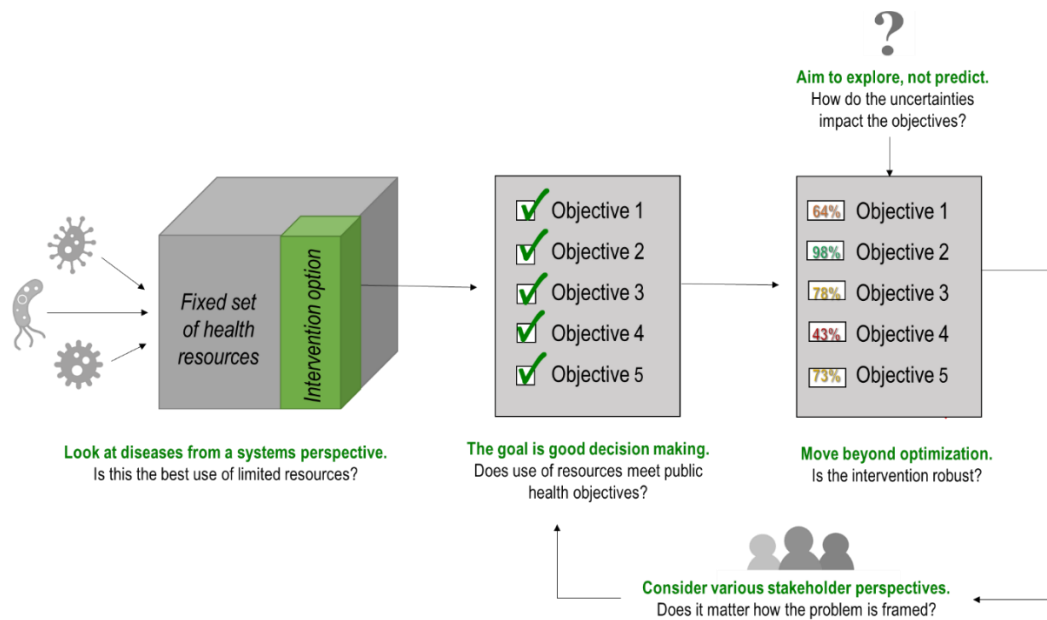 ?
Aim to explore, not predict.
How do the uncertainties
impact the objectives?
Fixed set
of health
resources
Intervention option
Objective 1
Objective 2
Objective 3
Objective 4
Objective 5
64% Objective 1
98% Objective 2
78% Objective 3
43% Objective 4
73% Objective 5
Look at diseases from a systems perspective.
Is this the best use of limited resources?
The goal is good decision making.
Does use of resources meet public
health objectives?
Move beyond optimization.
Is the intervention robust?
Consider various stakeholder perspectives.
Does it matter how the problem is framed?